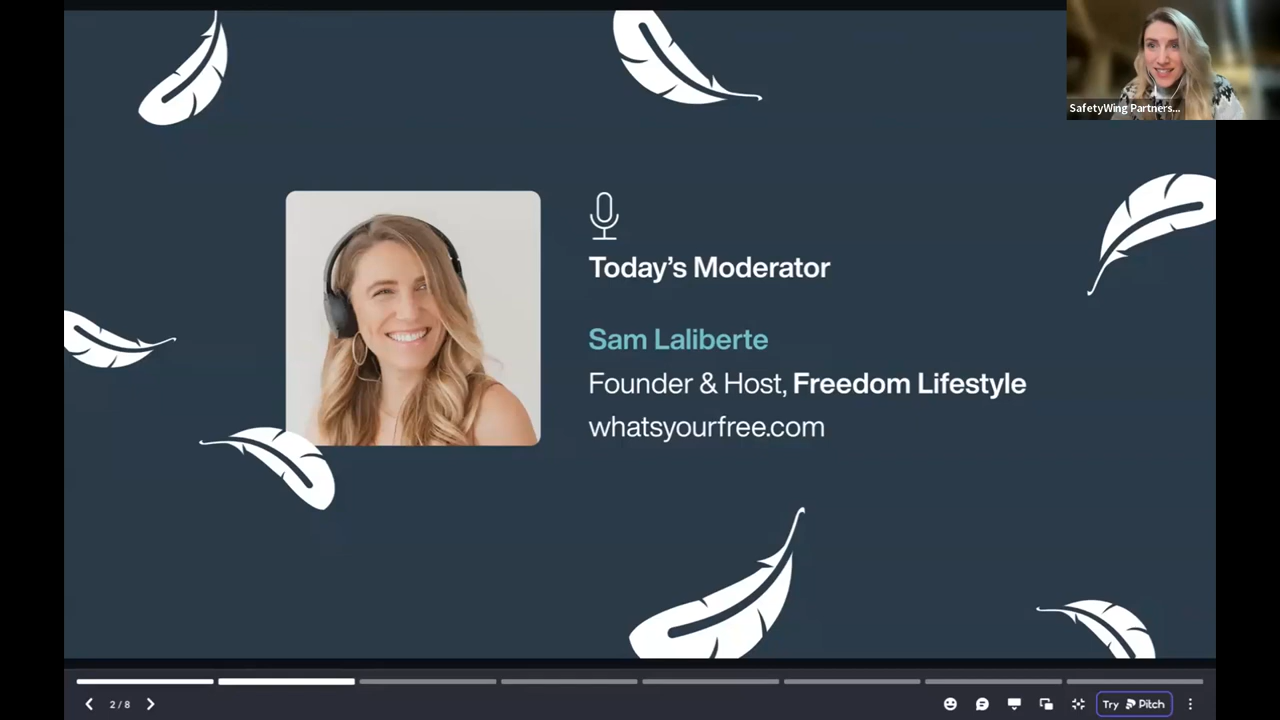 SafetyWing Partners...
Today's Moderator
Sam Laliberte
Founder & Host, Freedom Lifestyle
whatsyourfree.com
2 / 8
Try Pitch